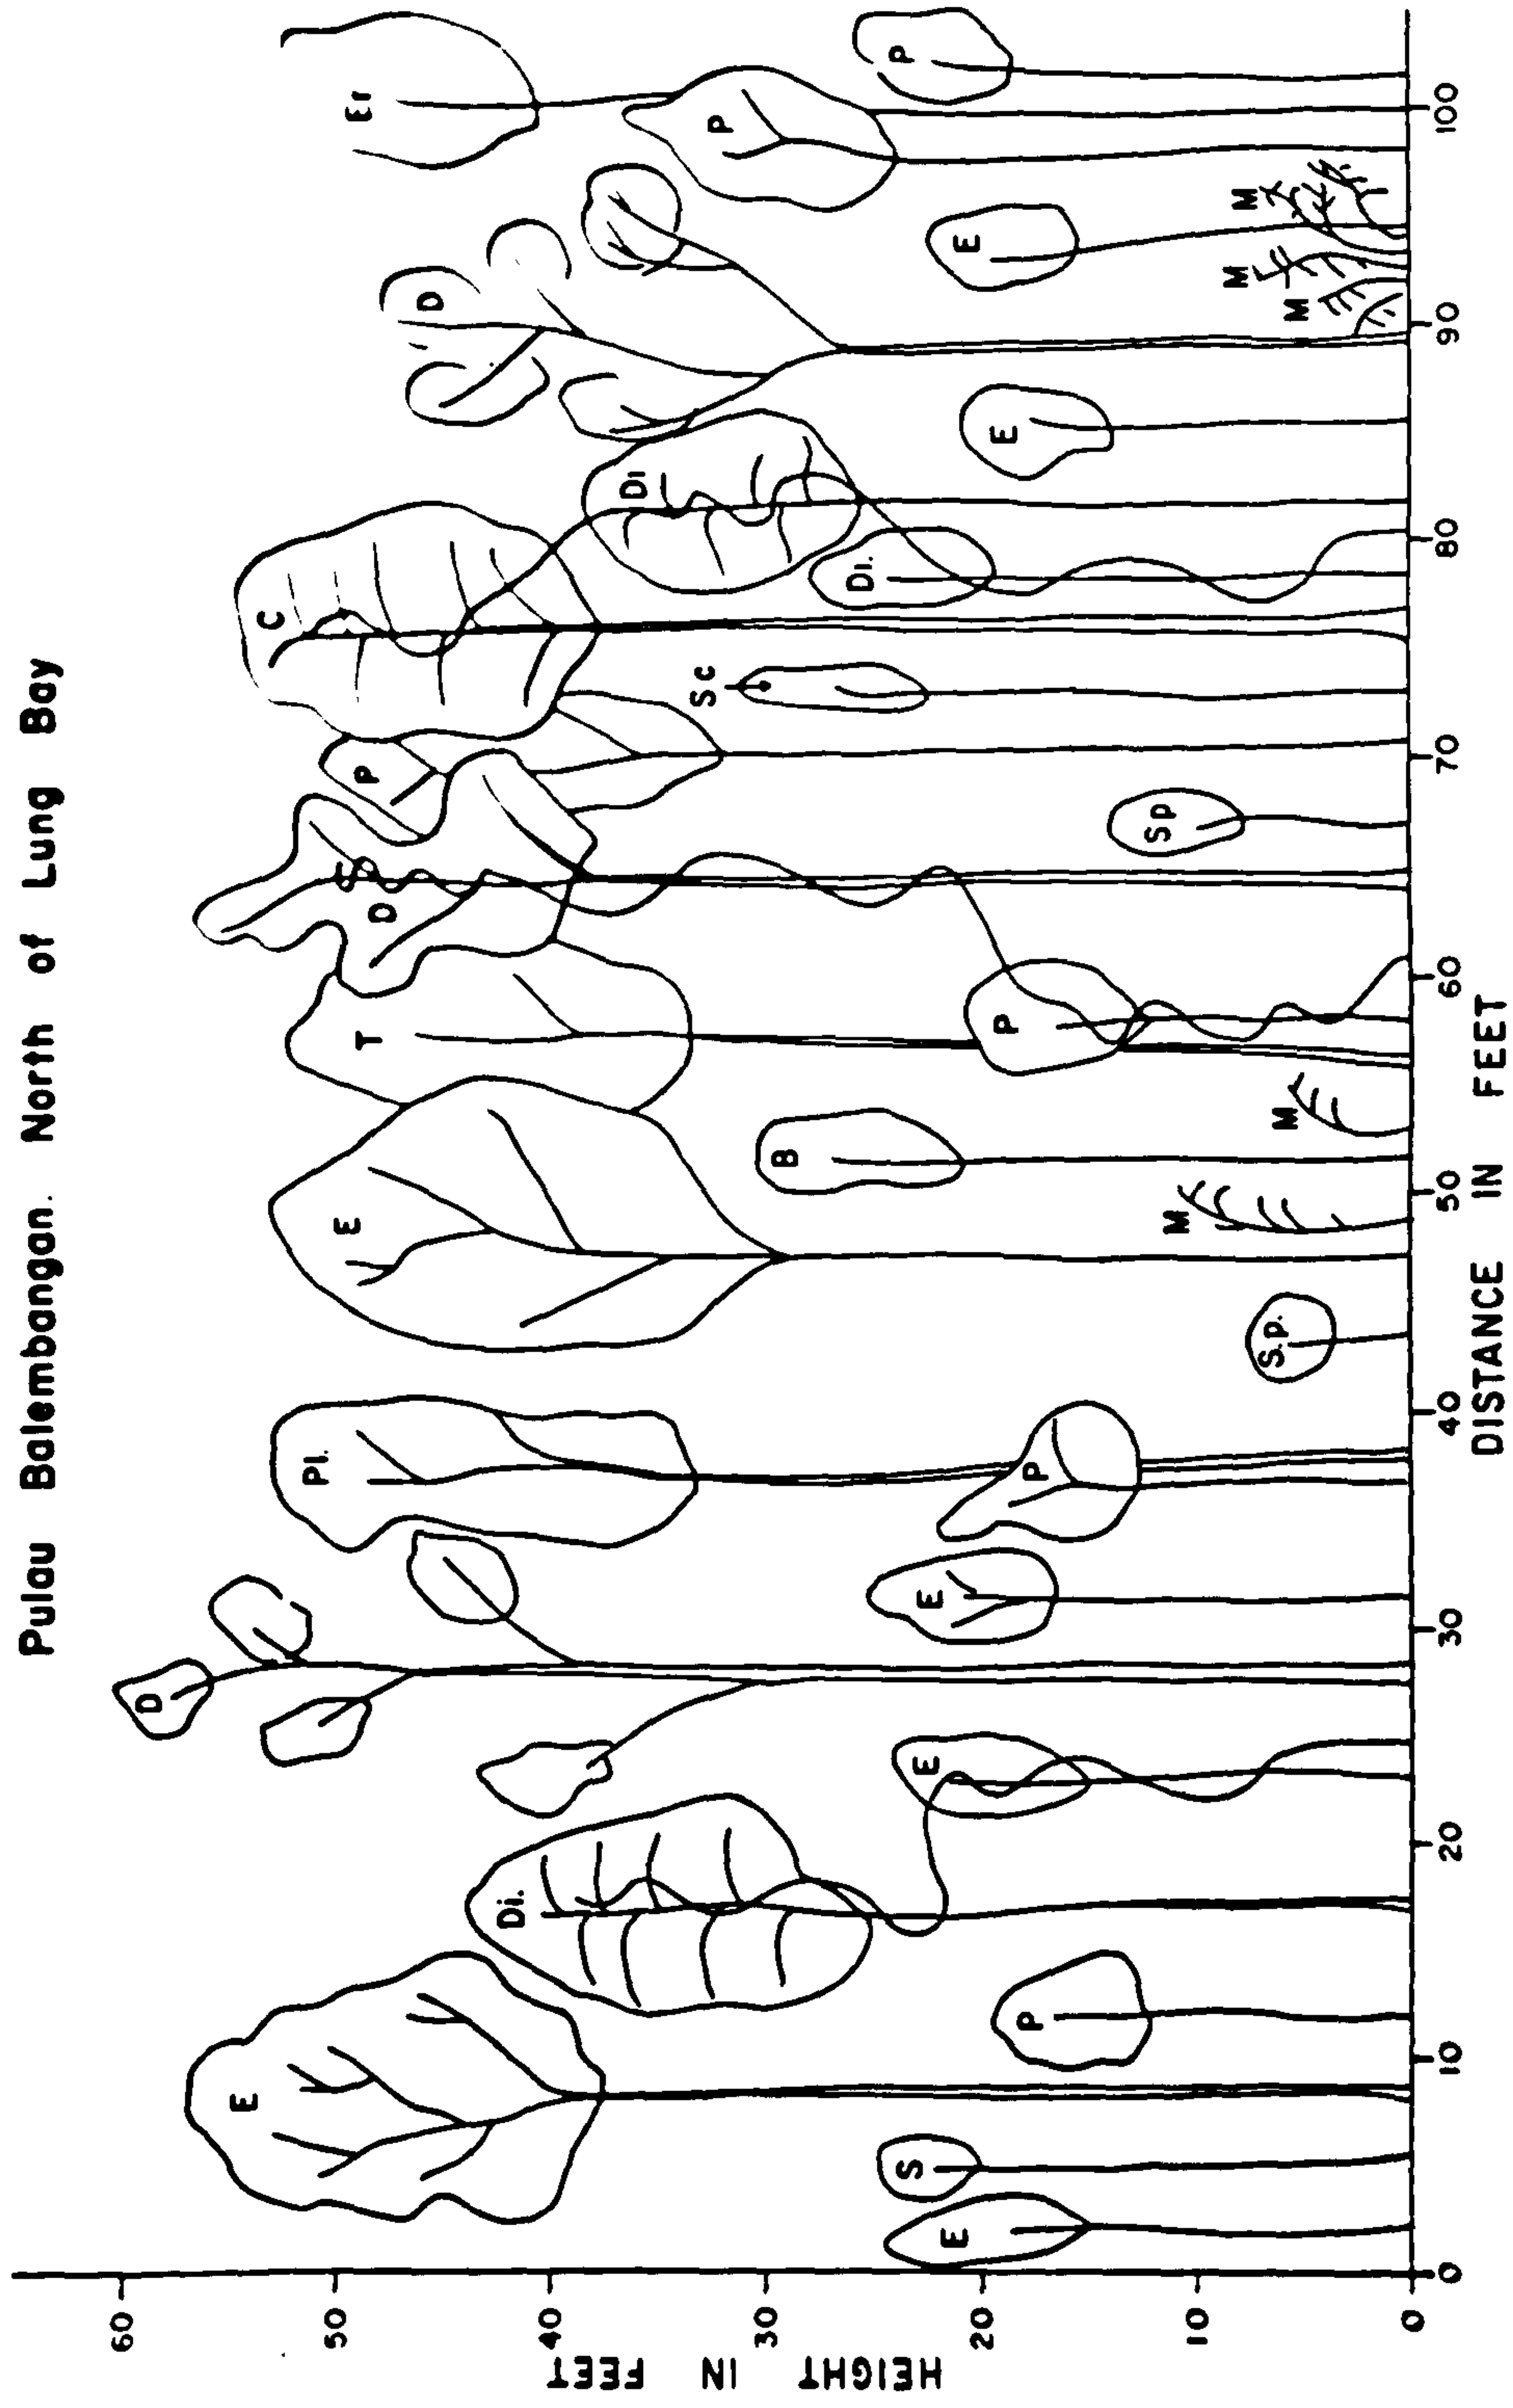 Pulau Balembangan. North of Lung Bay
HEIGHT IN FEET
60
50
40
30
20
10
0
E
S
E
P
Di.
E
D
E
Pl.
P
S.P.
E
M
B
M
T
P
D
Sp
P
Sc
C
Di.
Di
E
D
M
M
E
M
P
Er
P
0
10
20
30
40
50
60
70
80
90
100
DISTANCE IN FEET